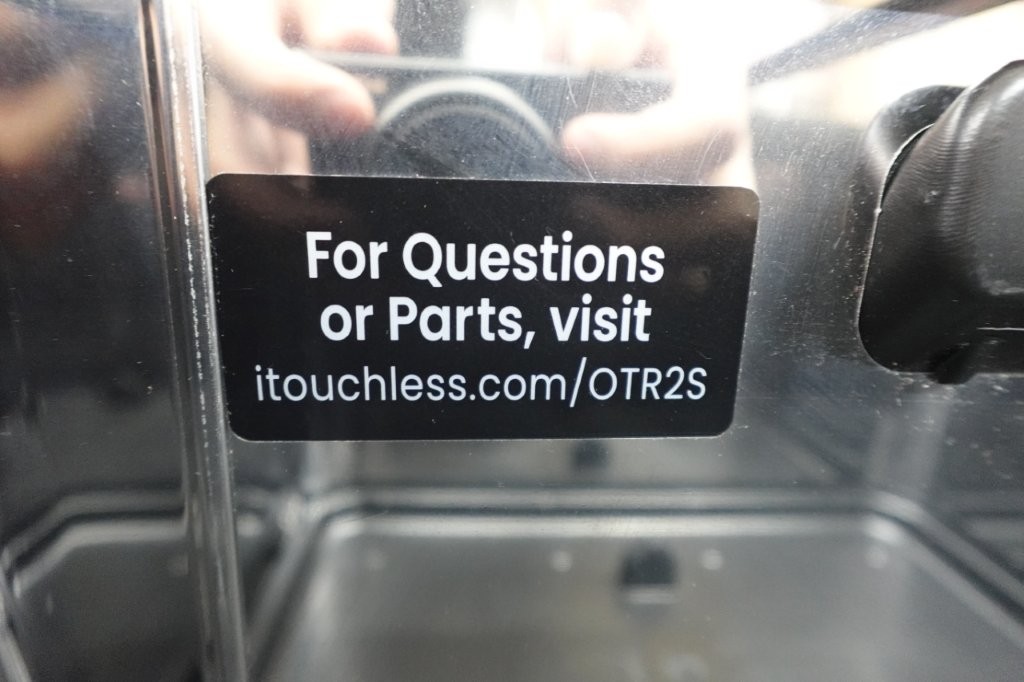 For Questions
or Parts, visit
itouchless.com/OTR2S